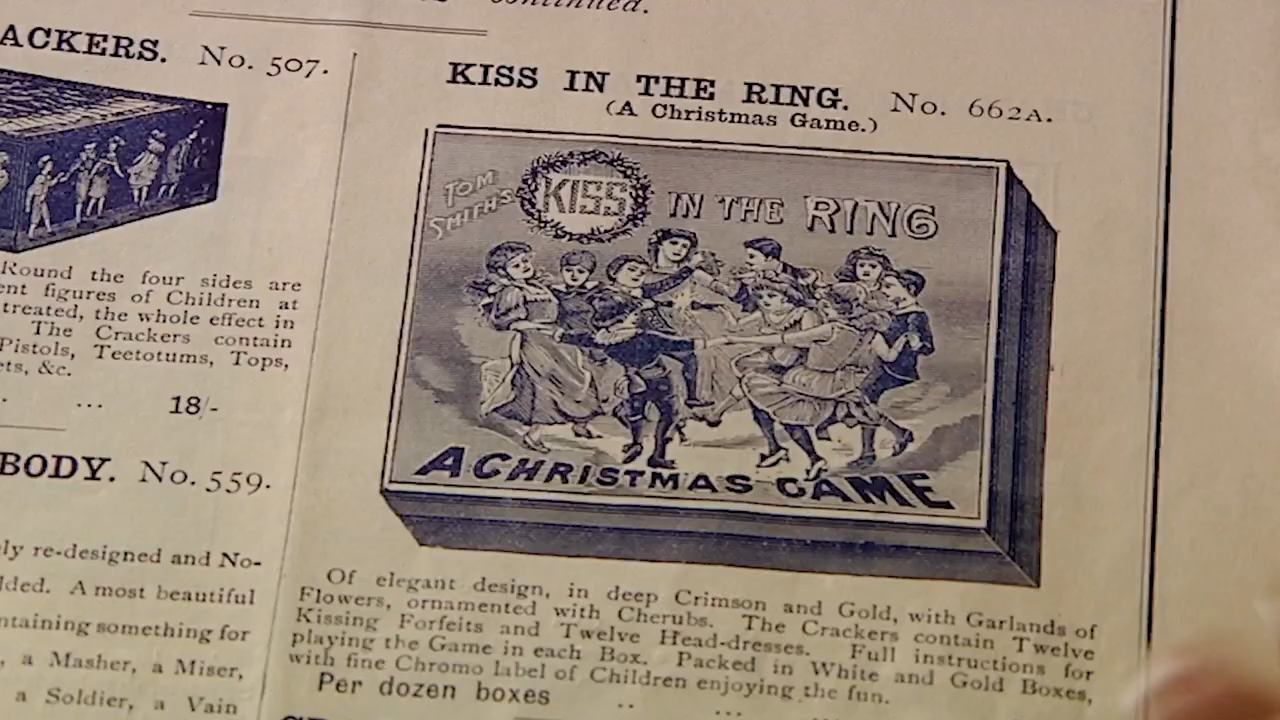 continued.
ACKERS. No. 507.
Round the four sides are
ent figures of Children at
treated, the whole effect in
The Crackers contain
Pistols, Teetotums, Tops,
ets, &c.
... 18/-
BODY. No. 559.
ly re-designed and No-
lded. A most beautiful
ntaining something for
, a Masher, a Miser,
a Soldier, a Vain
KISS IN THE RING. No. 662A.
(A Christmas Game.)
TOM SMITH'S KISS IN THE RING
A CHRISTMAS GAME
Of elegant design, in deep Crimson and Gold, with Garlands of
Flowers, ornamented with Cherubs. The Crackers contain Twelve
Kissing Forfeits and Twelve Head-dresses. Full instructions for
playing the Game in each Box. Packed in White and Gold Boxes,
with fine Chromo label of Children enjoying the fun.
Per dozen boxes .. ...